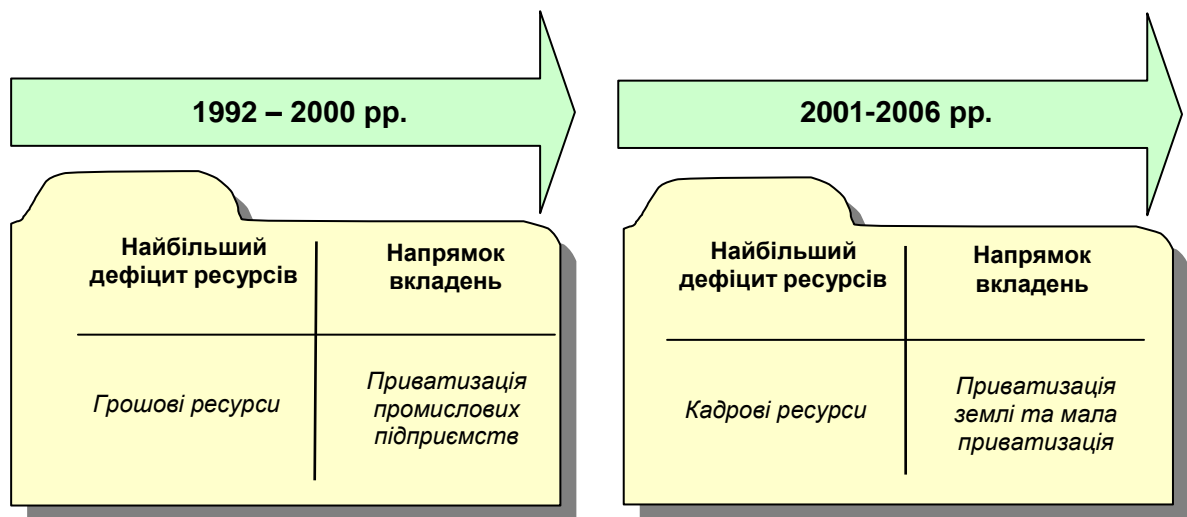 1992 – 2000 рр.
Найбільший
дефіцит ресурсів
Напрямок
вкладень
Грошові ресурси
Приватизація
промислових
підприємств
2001-2006 рр.
Найбільший
дефіцит ресурсів
Напрямок
вкладень
Кадрові ресурси
Приватизація
землі та мала
приватизація